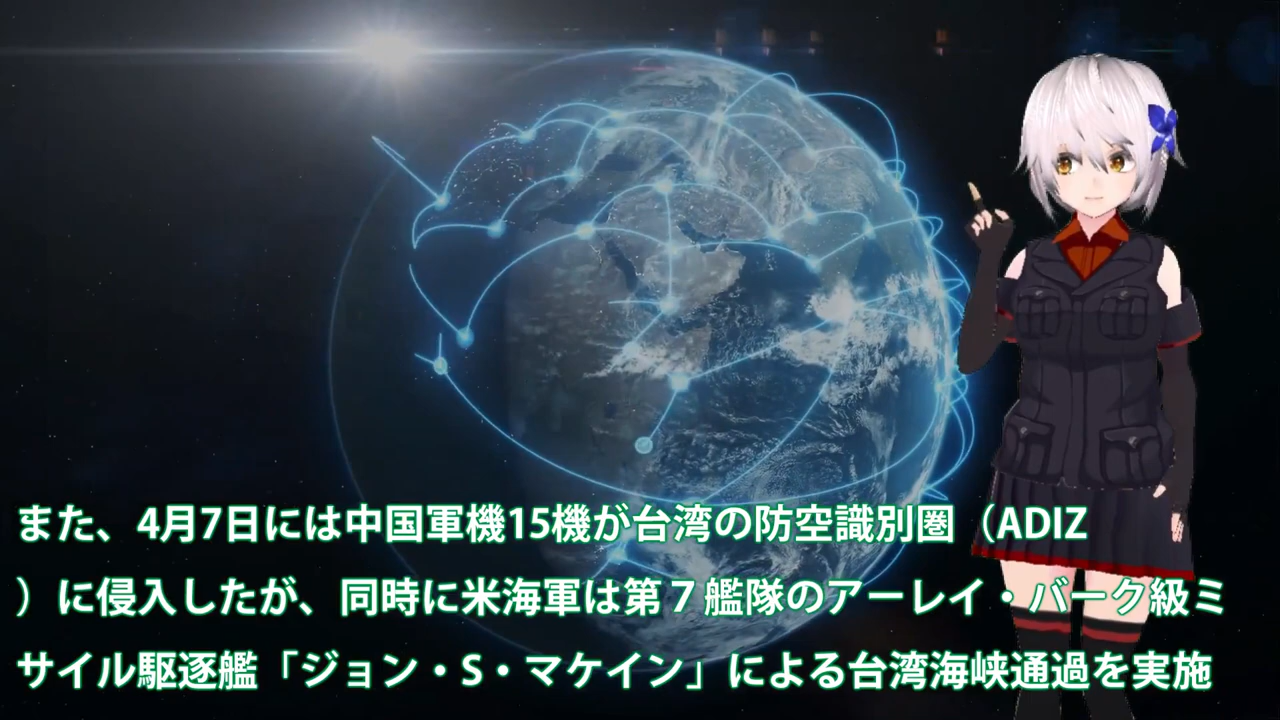 また、4月7日には中国軍機15機が台湾の防空識別圏（ADIZ
）に侵入したが、同時に米海軍は第７艦隊のアーレイ・バーク級ミ
サイル駆逐艦「ジョン・S・マケイン」による台湾海峡通過を実施